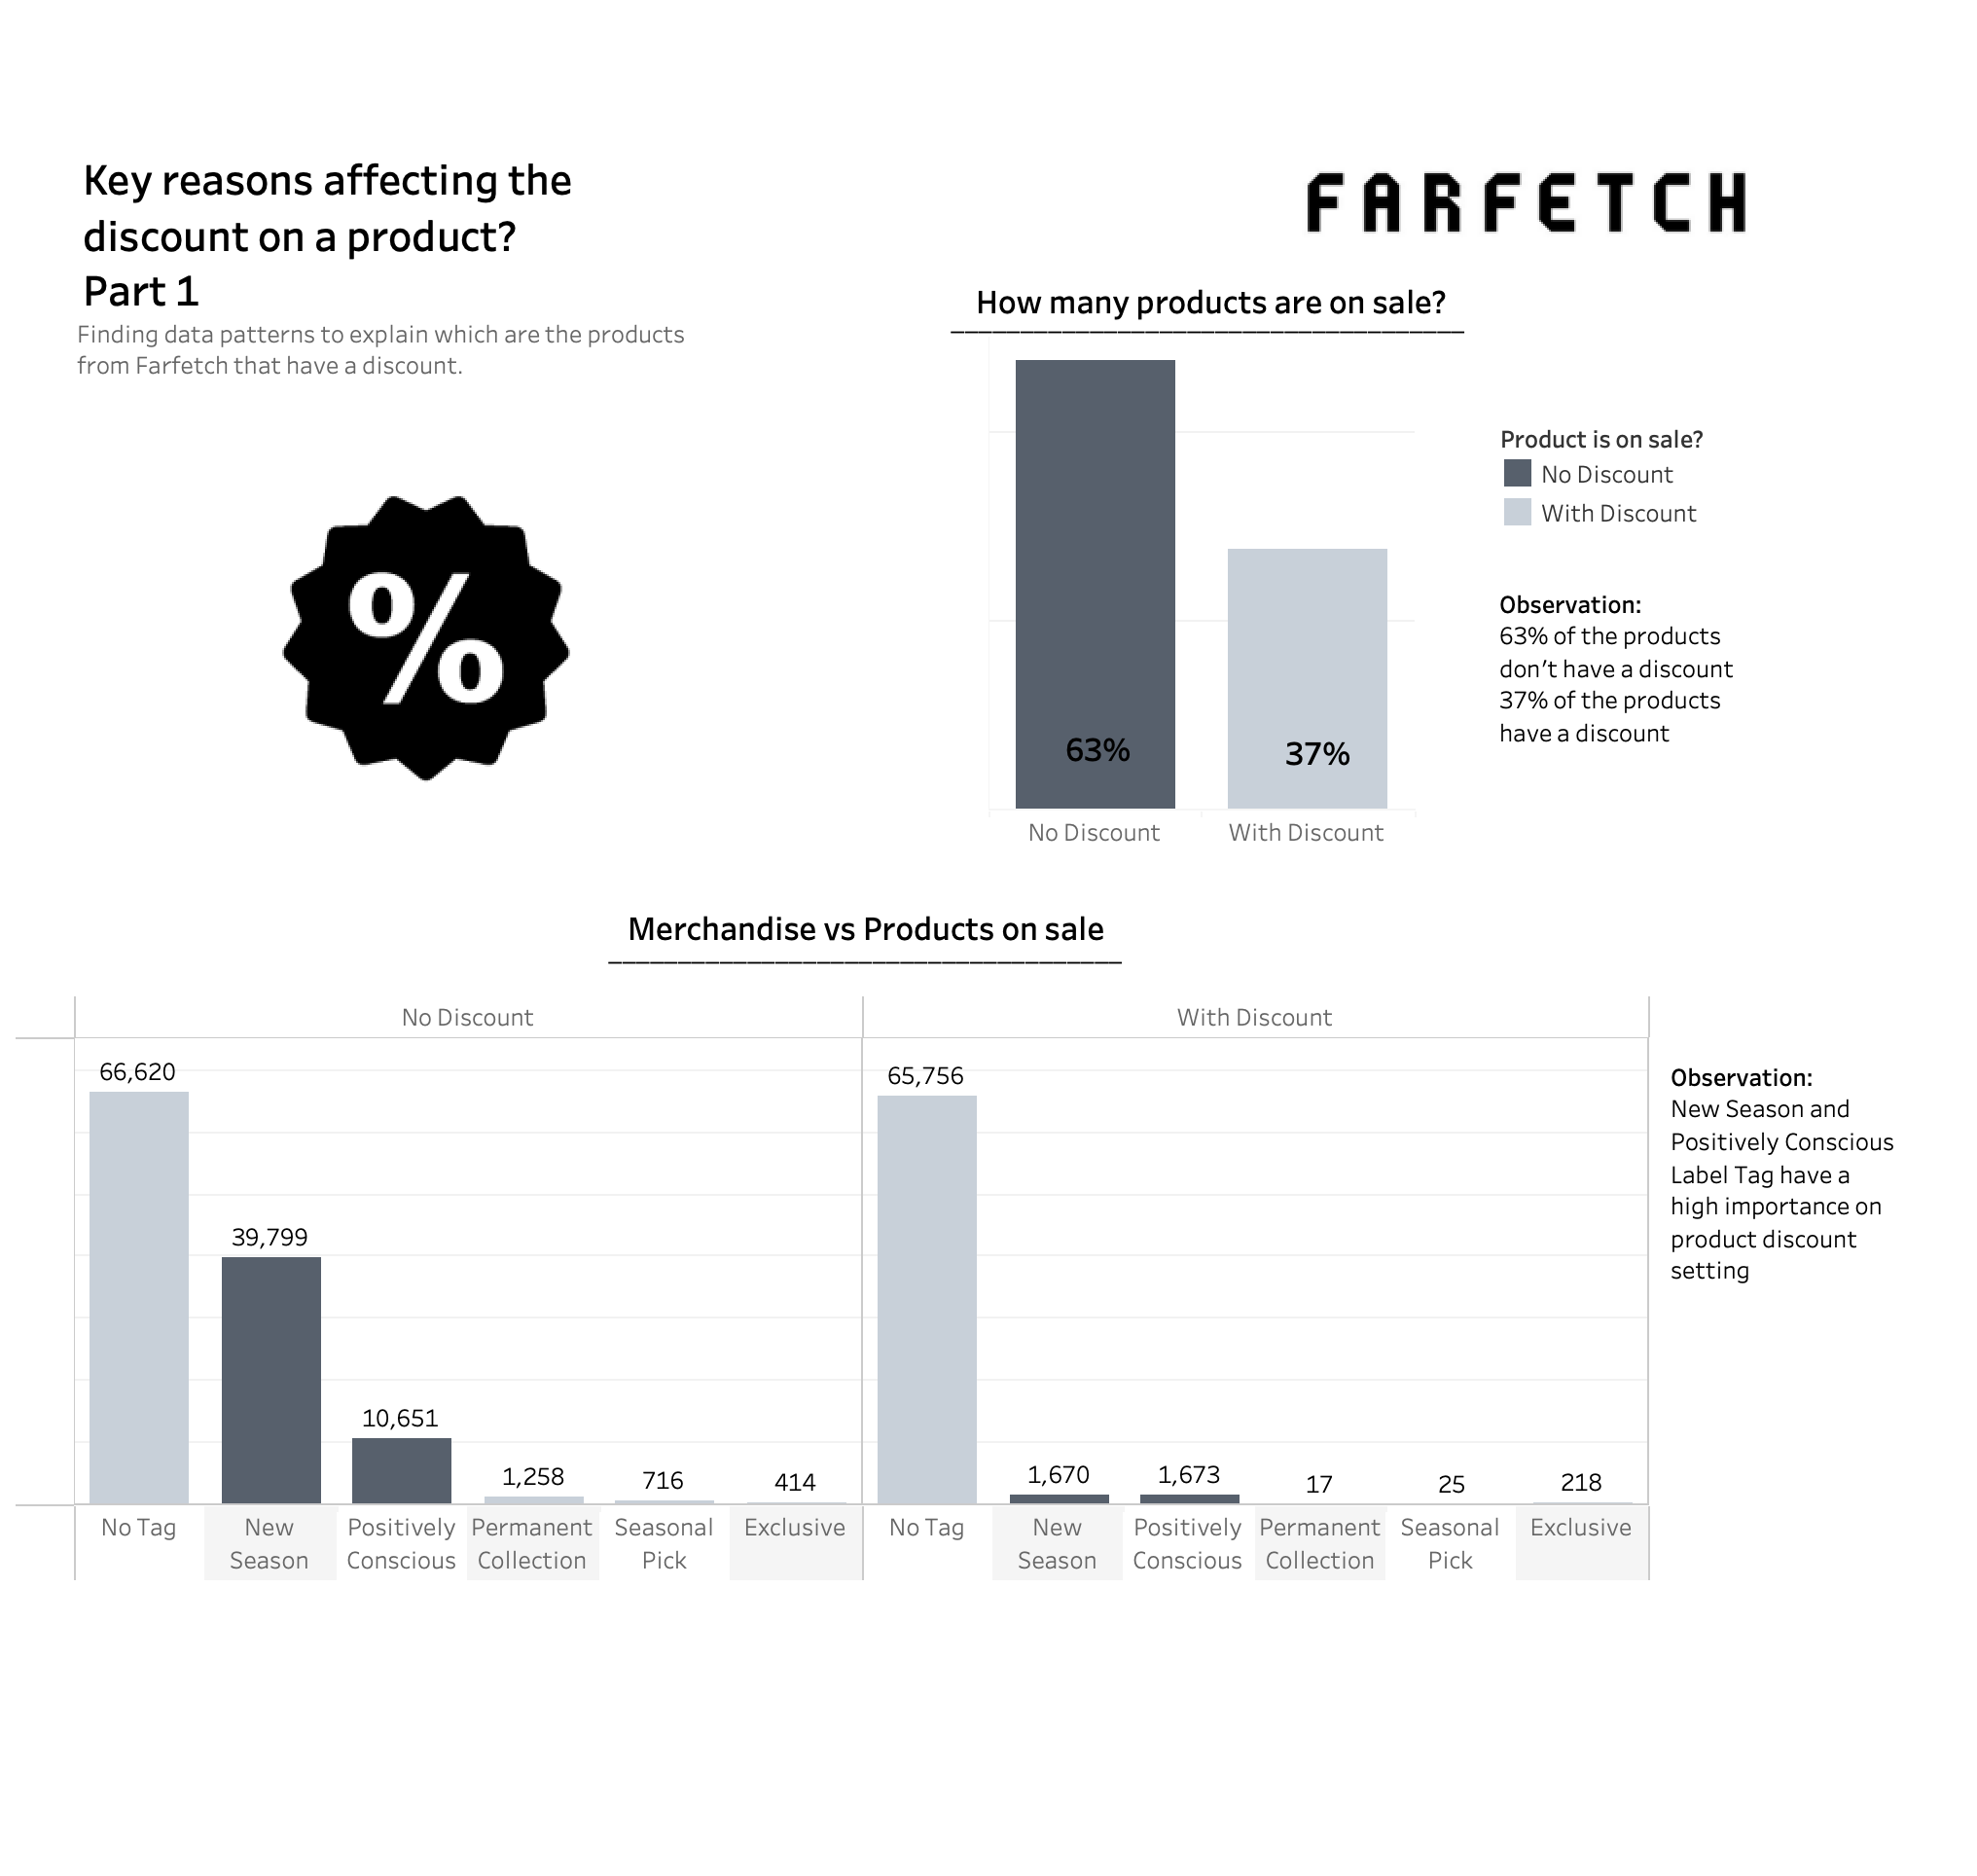 Key reasons affecting the
discount on a product?
Part 1
Finding data patterns to explain which are the products
from Farfetch that have a discount.
%
FARFETCH
How many products are on sale?
63%
37%
No Discount
With Discount
Product is on sale?
No Discount
With Discount
Observation:
63% of the products
don’t have a discount
37% of the products
have a discount
Merchandise vs Products on sale
No Discount
With Discount
66,620
39,799
10,651
1,258
716
414
65,756
1,670
1,673
17
25
218
No Tag
New
Season
Positively
Conscious
Permanent
Collection
Seasonal
Pick
Exclusive
No Tag
New
Season
Positively
Conscious
Permanent
Collection
Seasonal
Pick
Exclusive
Observation:
New Season and
Positively Conscious
Label Tag have a
high importance on
product discount
setting